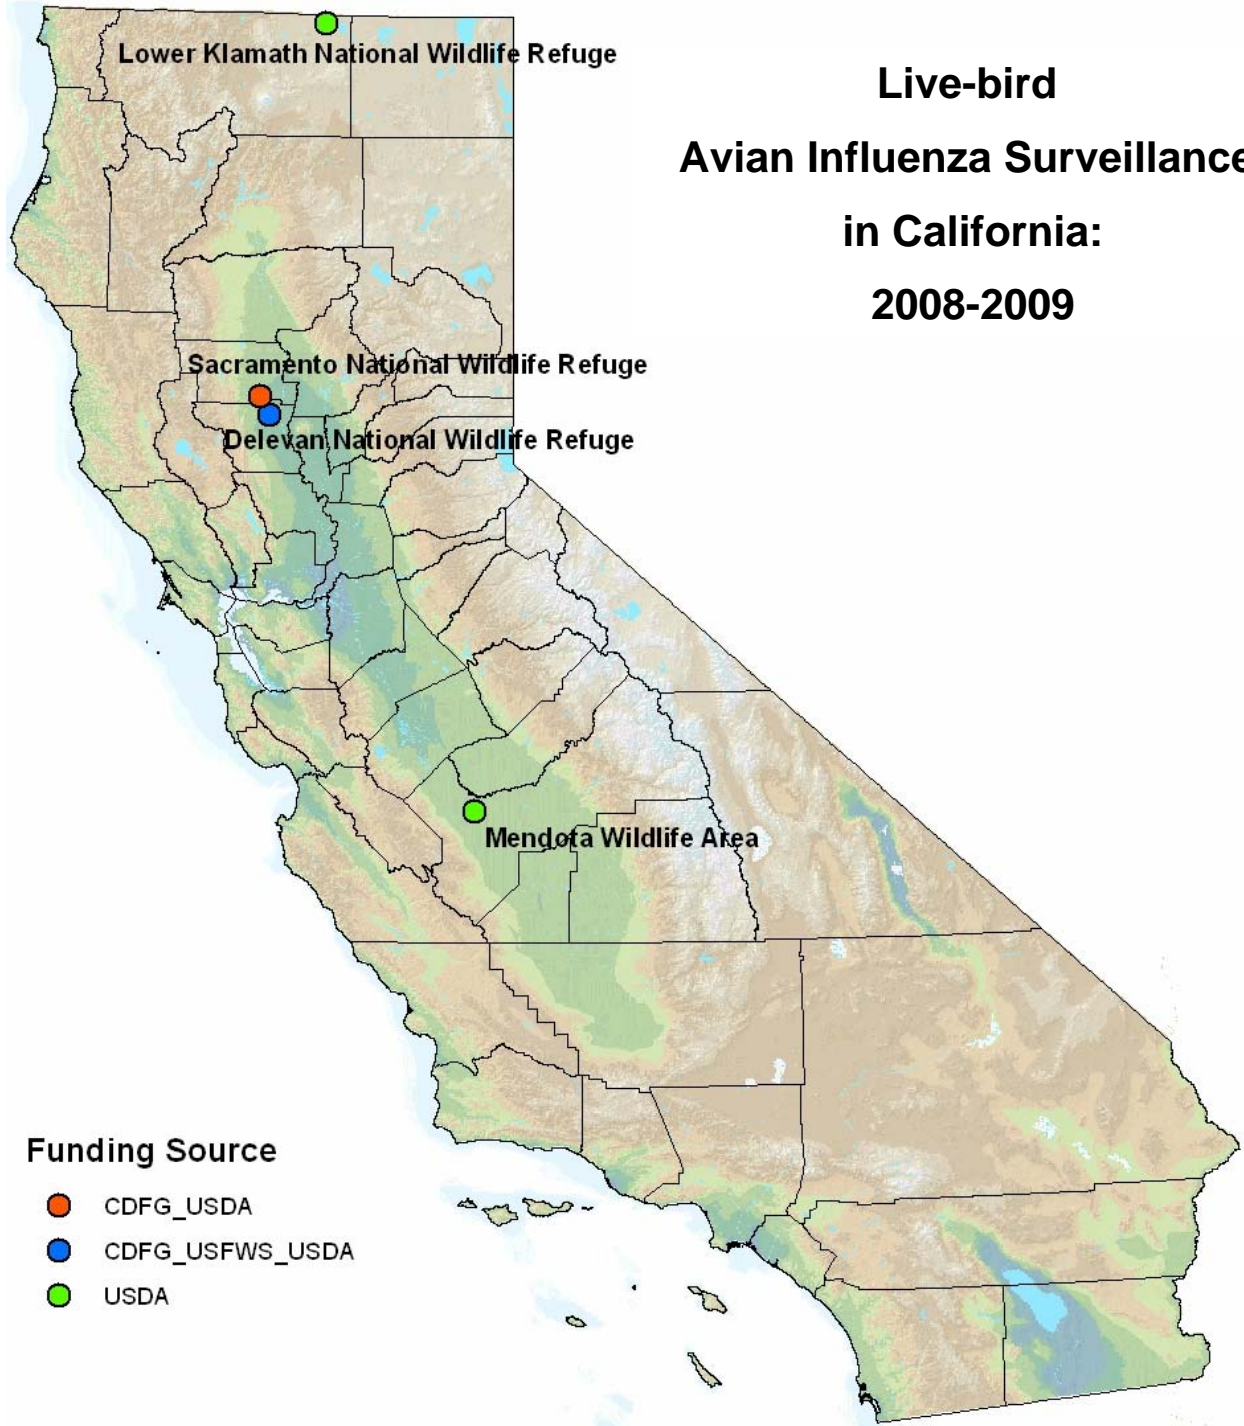 Lower Klamath National Wildlife Refuge
Live-bird
Avian Influenza Surveillance
in California:
2008-2009
Sacramento National Wildlife Refuge
Delevan National Wildlife Refuge
Mendota Wildlife Area
Funding Source
CDFG_USDA
CDFG_USFWS_USDA
USDA